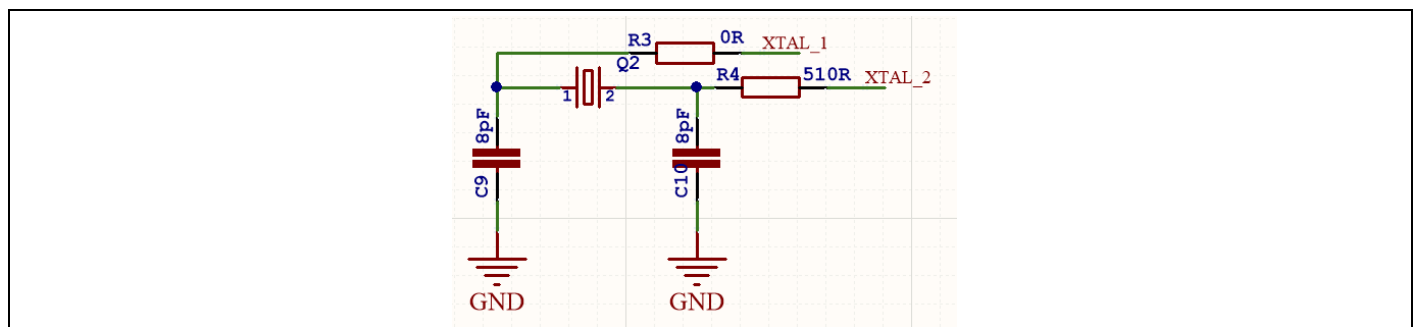 R3 0R XTAL_1
Q2 R4 510R XTAL_2
1 2
8pF 8pF
C9 C10
GND GND